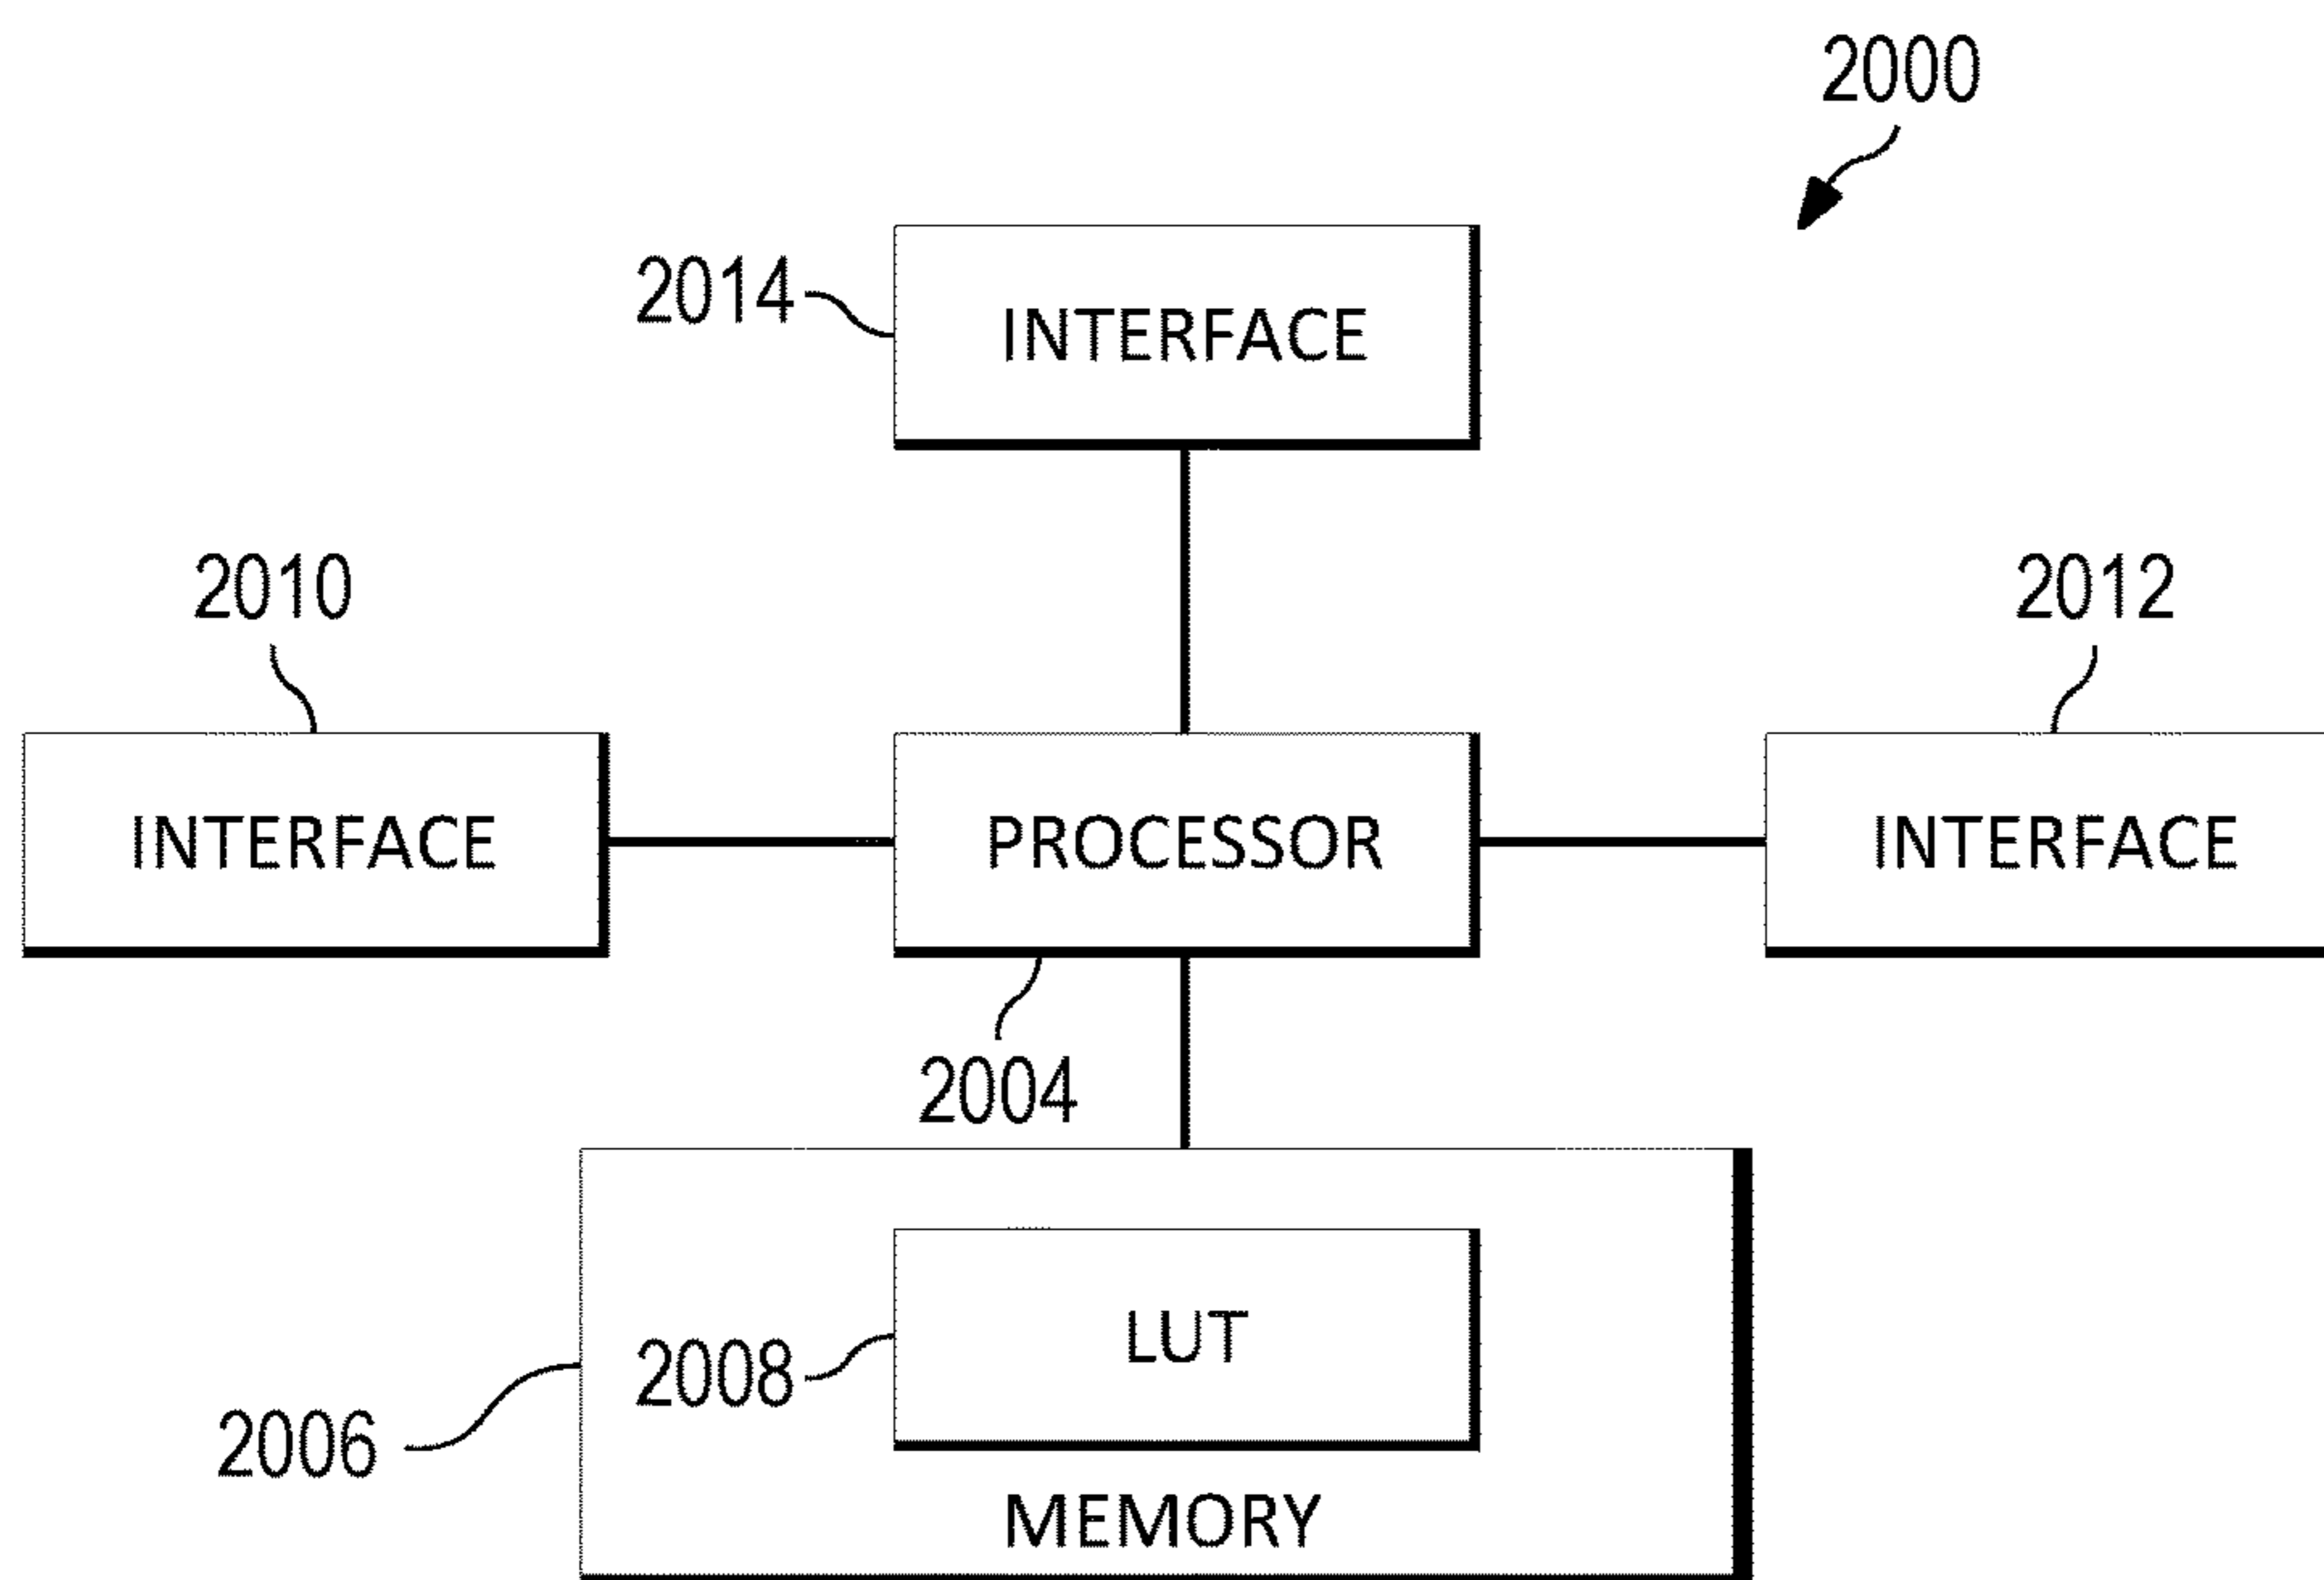 2000
2014
INTERFACE
2010
2012
INTERFACE
PROCESSOR
INTERFACE
2004
2008
LUT
2006
MEMORY